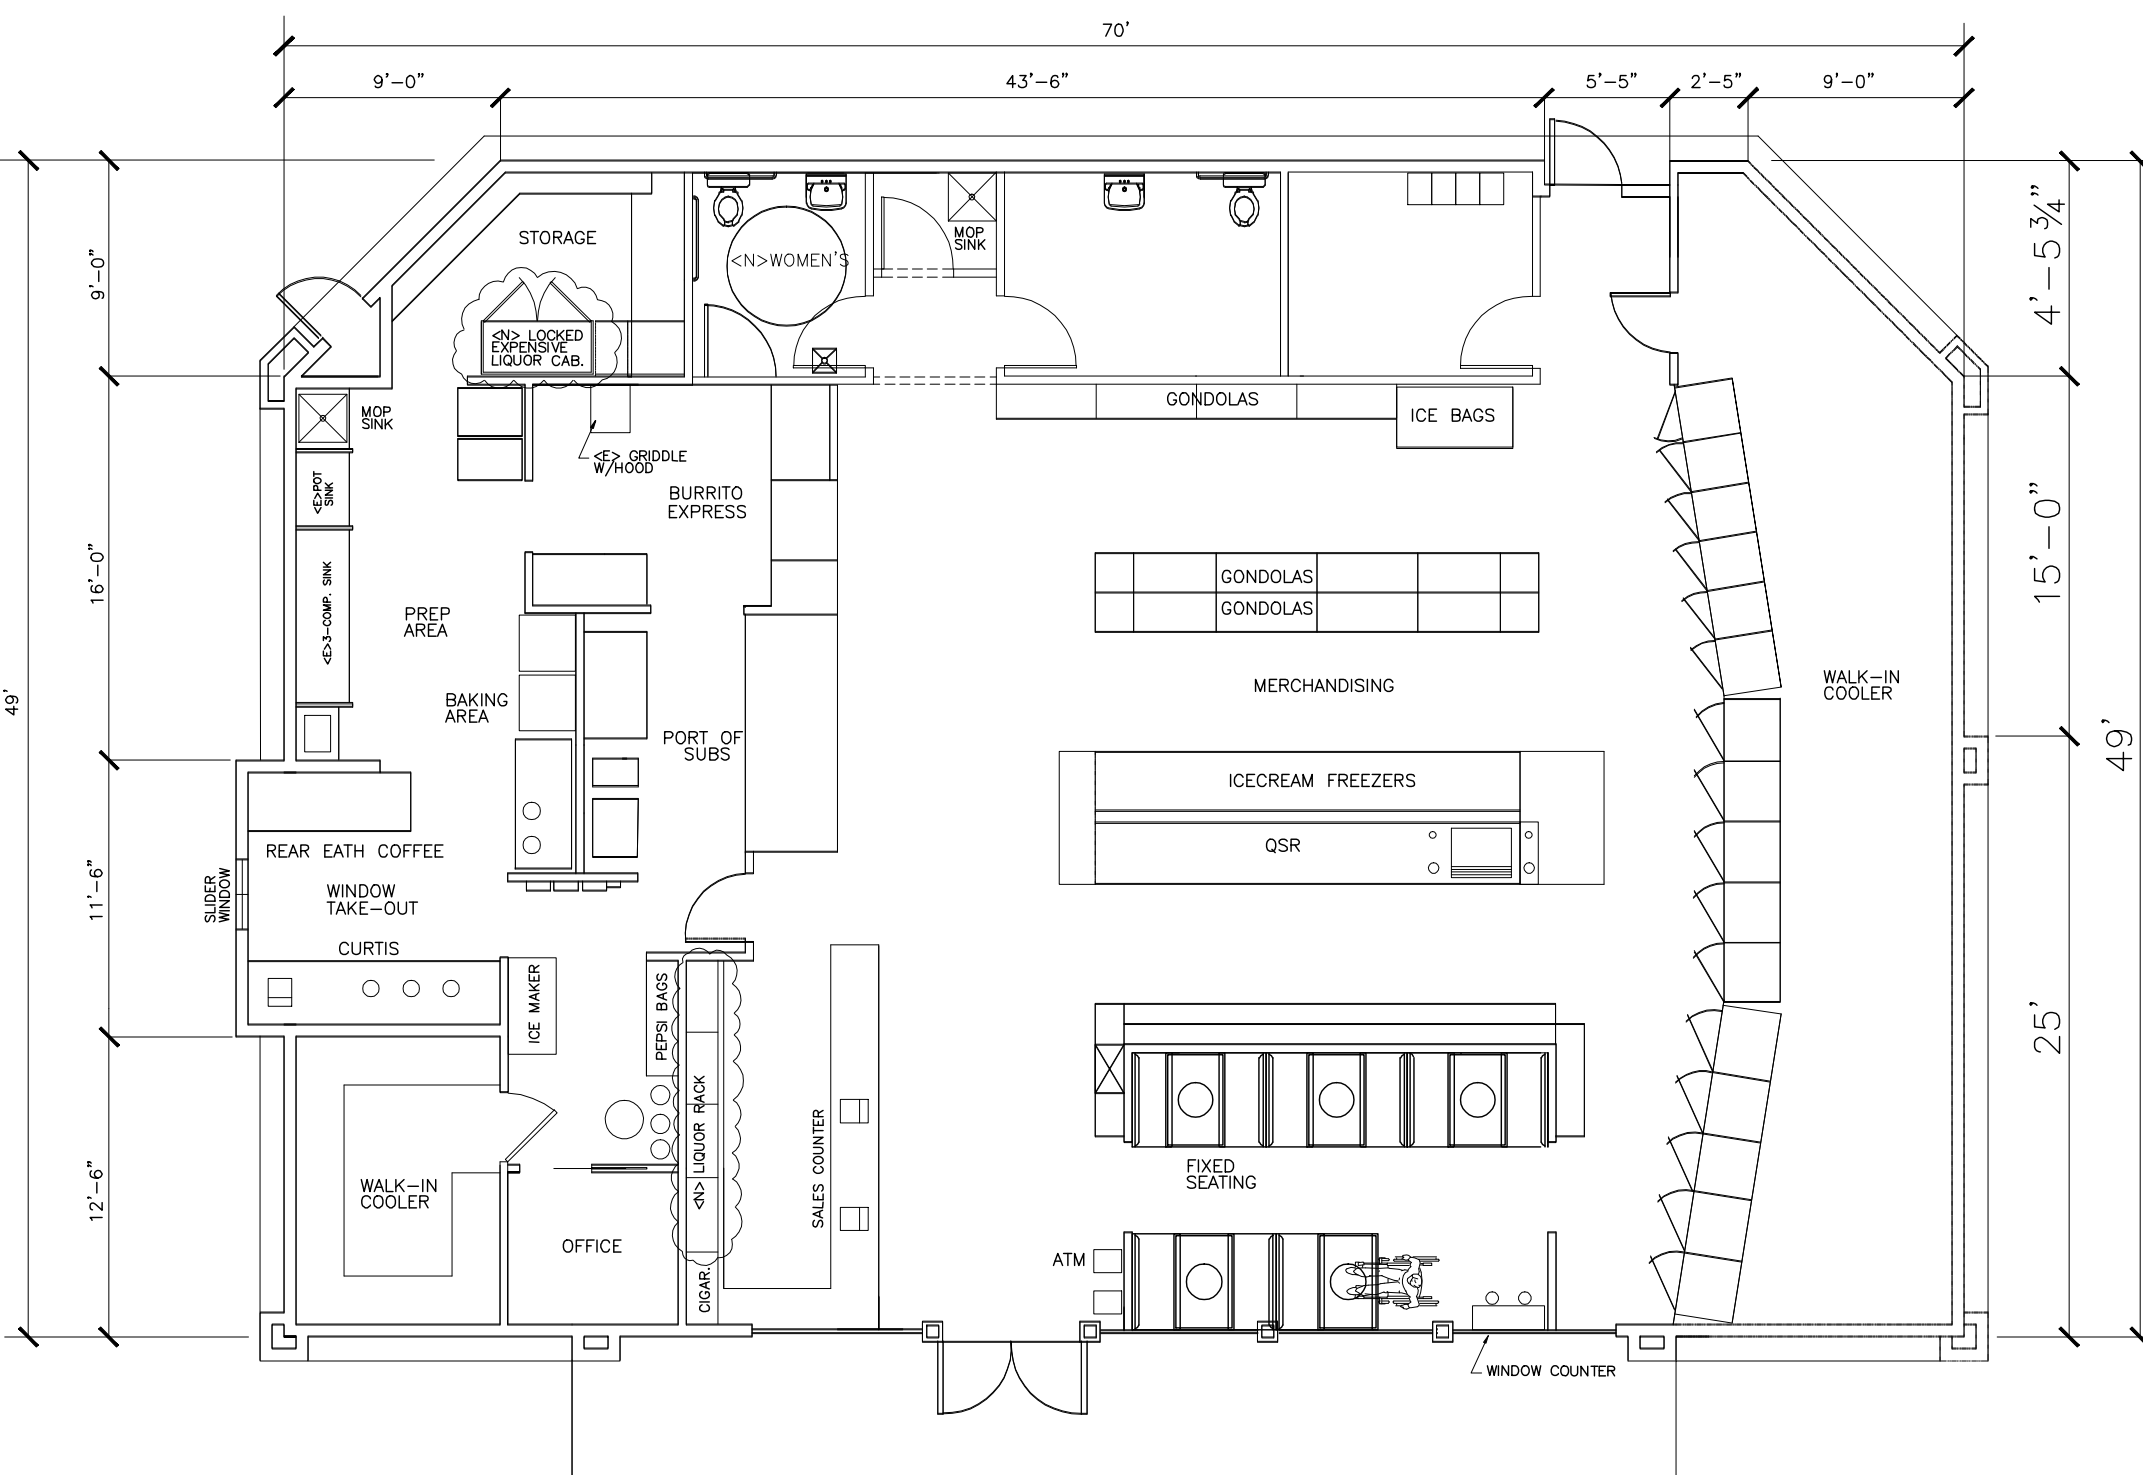 70'
9'-0"
43'-6"
5'-5"
2'-5"
9'-0"
STORAGE
<N>WOMEN'S
MOP
SINK
4'-5 3/4"
9'-0"
<N> LOCKED
EXPENSIVE
LIQUOR CAB.
MOP
SINK
GONDOLAS
ICE BAGS
<E> GRIDDLE
W/HOOD
<E>POT
SINK
BURRITO
EXPRESS
15'-0"
16'-0"
<E>3-COMP. SINK
GONDOLAS
GONDOLAS
PREP
AREA
MERCHANDISING
WALK-IN
COOLER
49'
BAKING
AREA
PORT OF
SUBS
49'
ICECREAM FREEZERS
QSR
REAR EATH COFFEE
SLIDER
WINDOW
WINDOW
TAKE-OUT
11'-6"
CURTIS
ICE MAKER
PEPSI BAGS
25'
<N> LIQUOR RACK
SALES COUNTER
12'-6"
WALK-IN
COOLER
FIXED
SEATING
OFFICE
ATM
CIGAR.
WINDOW COUNTER